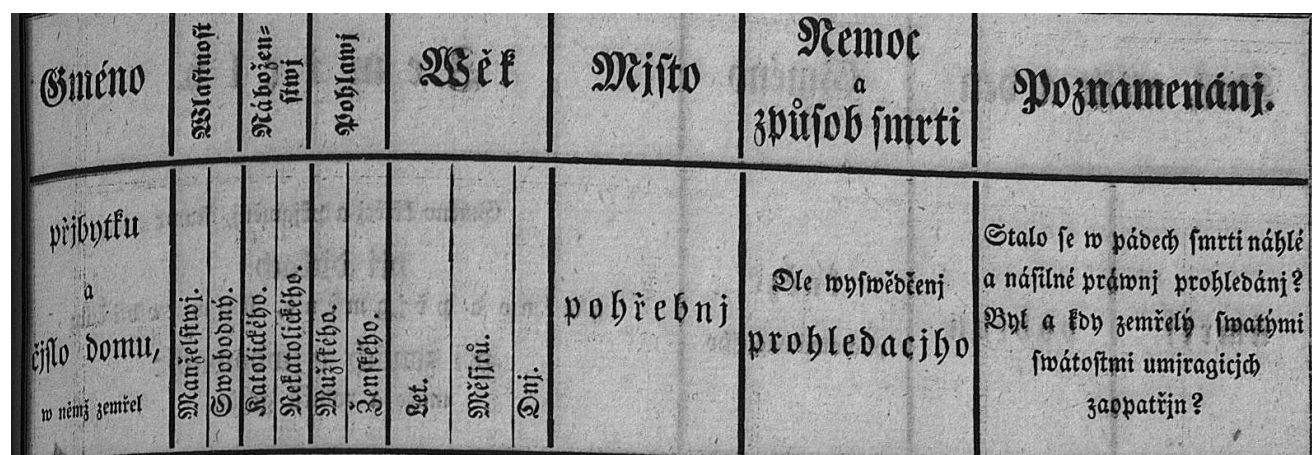 Gméno
Wlastnost
Nábožen=
stwj
Pohlawj
Wěk
Mjsto
Nemoc
a
způsob smrti
Poznamenánj.
přjbytku
a
čjslo domu,
w němž zemřel
Manželstwj.
Swobodný.
Katolického.
Nekatolického.
Mužského.
Ženského.
Let.
Měsjců.
Dnj.
pohřebnj
Dle wyswědčenj
prohledacjho
Stalo se w pádech smrti náhlé
a násilné práwnj prohledánj?
Byl a kdy zemřelý swatými
swátostmi umjragicjch
zaopatřjn?